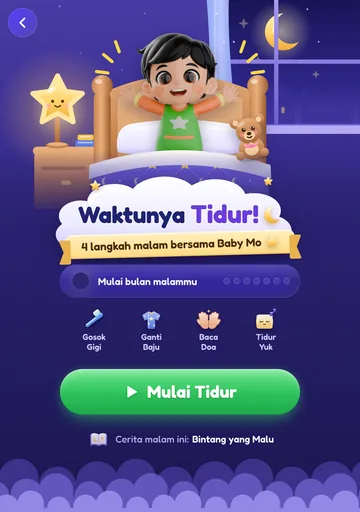 Waktunya Tidur!
4 langkah malam bersama Baby Mo
Mulai bulan malammu
Gosok Gigi
Ganti Baju
Baca Doa
Tidur Yuk
Mulai Tidur
Cerita malam ini: Bintang yang Malu